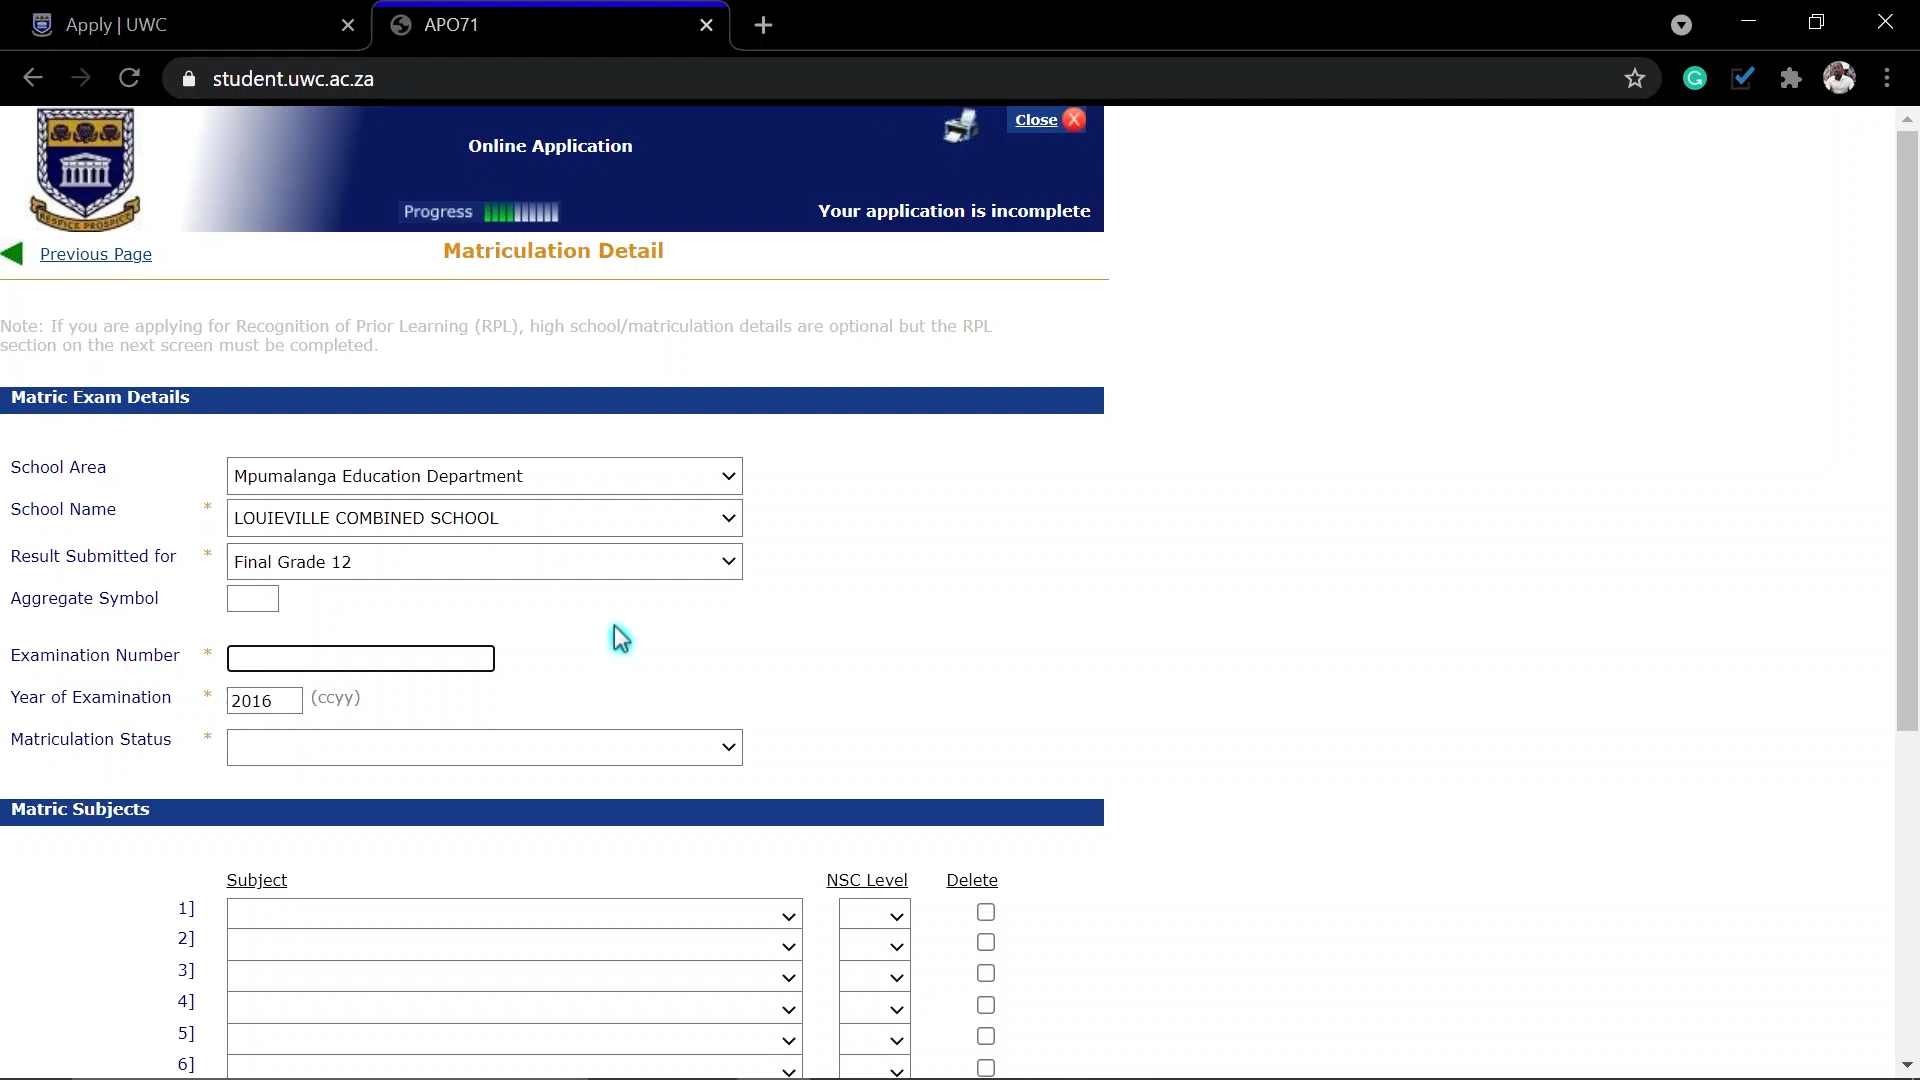 Apply | UWC
APO71
student.uwc.ac.za
Close
Online Application
Progress
Your application is incomplete
RESPICE PROSPICE
Previous Page
Matriculation Detail
Note: If you are applying for Recognition of Prior Learning (RPL), high school/matriculation details are optional but the RPL
section on the next screen must be completed.
Matric Exam Details
School Area
Mpumalanga Education Department
School Name *
LOUIEVILLE COMBINED SCHOOL
Result Submitted for *
Final Grade 12
Aggregate Symbol
Examination Number *
Year of Examination *
2016 (ccyy)
Matriculation Status *
Matric Subjects
Subject NSC Level Delete
1]
2]
3]
4]
5]
6]